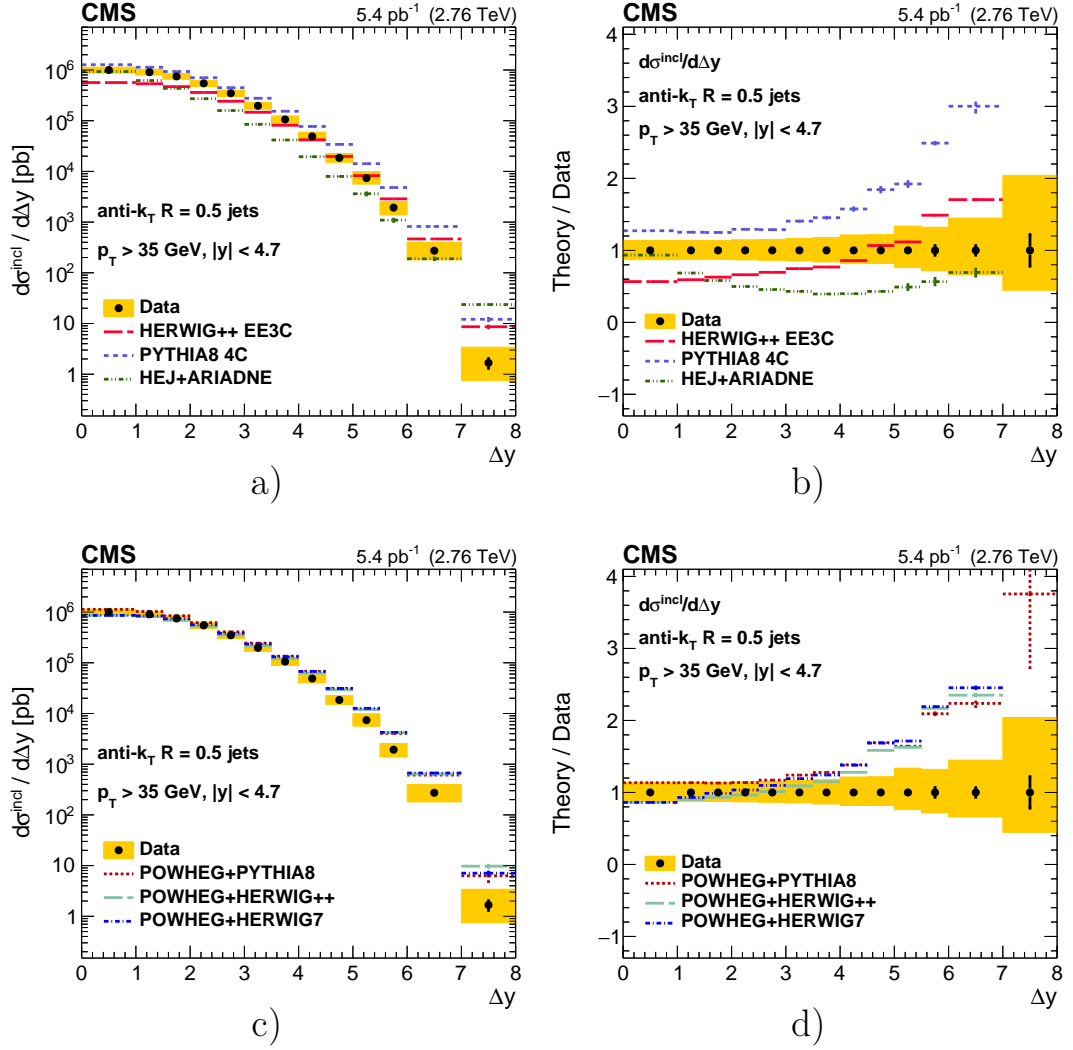 CMS 5.4 pb⁻¹ (2.76 TeV)
dσ^incl / dΔy [pb]
10⁶
10⁵
10⁴
10³
10²
10
1
anti-k_T R = 0.5 jets
p_T > 35 GeV, |y| < 4.7
Data
HERWIG++ EE3C
PYTHIA8 4C
HEJ+ARIADNE
0 1 2 3 4 5 6 7 8
Δy
a)
CMS 5.4 pb⁻¹ (2.76 TeV)
Theory / Data
4
3
2
1
0
−1
dσ^incl/dΔy
anti-k_T R = 0.5 jets
p_T > 35 GeV, |y| < 4.7
Data
HERWIG++ EE3C
PYTHIA8 4C
HEJ+ARIADNE
0 1 2 3 4 5 6 7 8
Δy
b)
CMS 5.4 pb⁻¹ (2.76 TeV)
dσ^incl / dΔy [pb]
10⁶
10⁵
10⁴
10³
10²
10
1
anti-k_T R = 0.5 jets
p_T > 35 GeV, |y| < 4.7
Data
POWHEG+PYTHIA8
POWHEG+HERWIG++
POWHEG+HERWIG7
0 1 2 3 4 5 6 7 8
Δy
c)
CMS 5.4 pb⁻¹ (2.76 TeV)
Theory / Data
4
3
2
1
0
−1
dσ^incl/dΔy
anti-k_T R = 0.5 jets
p_T > 35 GeV, |y| < 4.7
Data
POWHEG+PYTHIA8
POWHEG+HERWIG++
POWHEG+HERWIG7
0 1 2 3 4 5 6 7 8
Δy
d)